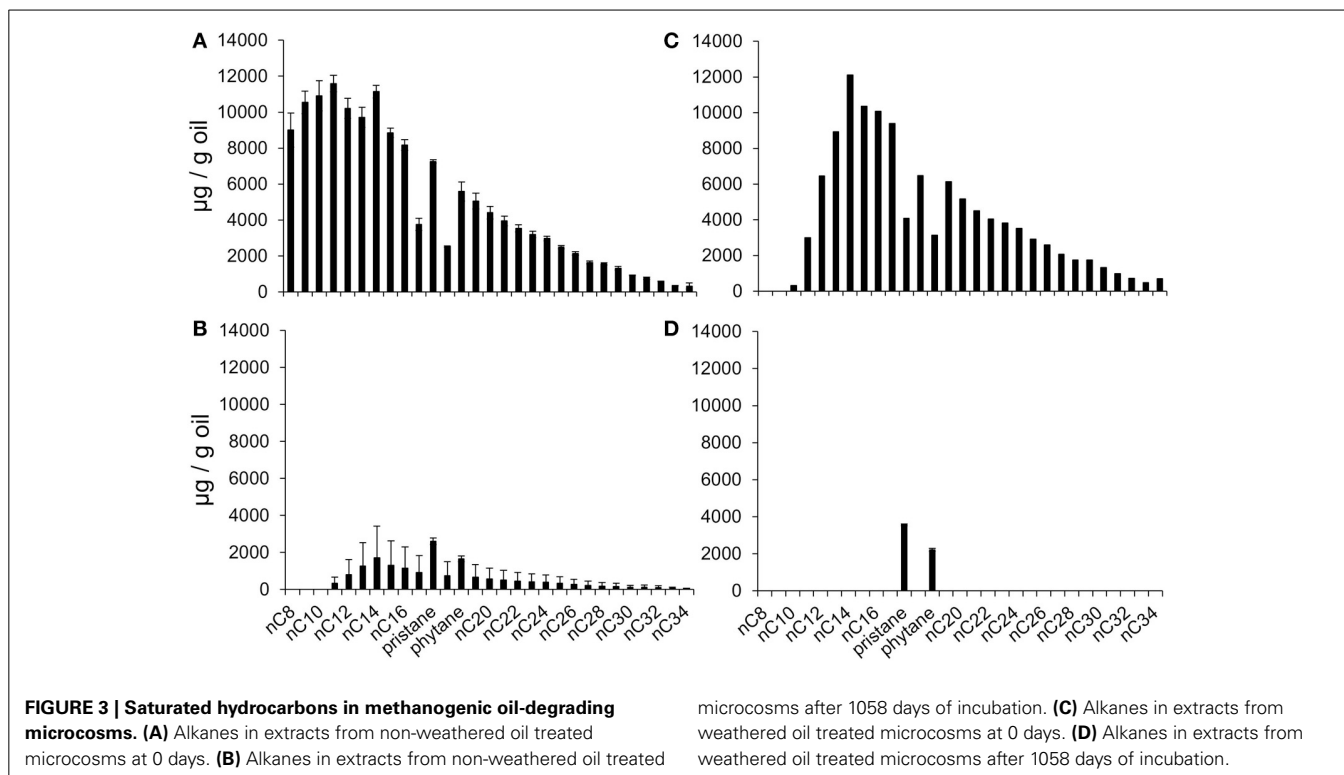 A
14000
12000
10000
8000
6000
4000
2000
0
µg / g oil
C
14000
12000
10000
8000
6000
4000
2000
0
B
14000
12000
10000
8000
6000
4000
2000
0
µg / g oil
nC8
nC10
nC12
nC14
nC16
pristane
phytane
nC20
nC22
nC24
nC26
nC28
nC30
nC32
nC34
D
14000
12000
10000
8000
6000
4000
2000
0
nC8
nC10
nC12
nC14
nC16
pristane
phytane
nC20
nC22
nC24
nC26
nC28
nC30
nC32
nC34
FIGURE 3 | Saturated hydrocarbons in methanogenic oil-degrading
microcosms. (A) Alkanes in extracts from non-weathered oil treated
microcosms at 0 days. (B) Alkanes in extracts from non-weathered oil treated
microcosms after 1058 days of incubation. (C) Alkanes in extracts from
weathered oil treated microcosms at 0 days. (D) Alkanes in extracts from
weathered oil treated microcosms after 1058 days of incubation.